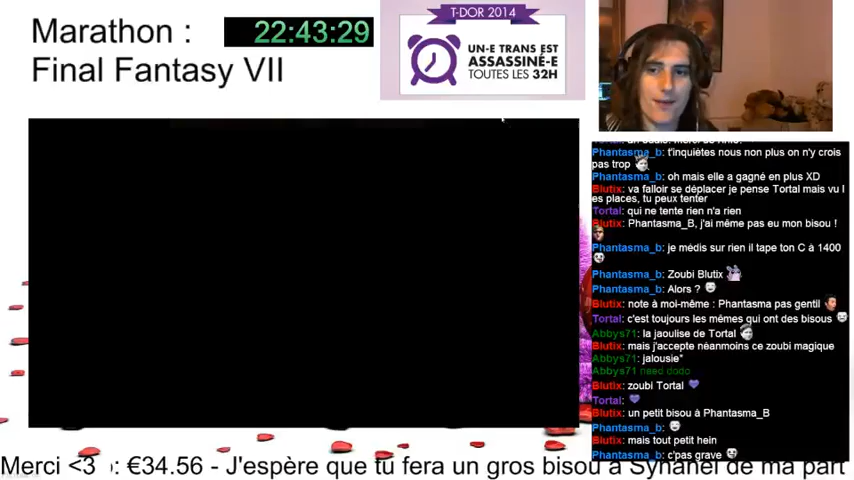 Marathon :
Final Fantasy VII
22:43:29
T-DOR 2014
UN-E TRANS EST
ASSASSINÉ-E
TOUTES LES 32H
Phantasma_b: t'inquiètes nous non plus on n'y crois
pas trop
Phantasma_b: oh mais elle a gagné en plus XD
Blutix: va falloir se déplacer je pense Tortal mais vu l
es places, tu peux tenter
Tortal: qui ne tente rien n'a rien
Blutix: Phantasma_B, j'ai même pas eu mon bisou !
Phantasma_b: je médis sur rien il tape ton C à 1400
Phantasma_b: Zoubi Blutix
Phantasma_b: Alors ?
Blutix: note à moi-même : Phantasma pas gentil
Tortal: c'est toujours les mêmes qui ont des bisous
Abbys71: la jaoulise de Tortal
Blutix: mais j'accepte néanmoins ce zoubi magique
Abbys71: jalousie*
Abbys71 need dodo
Blutix: zoubi Tortal
Tortal:
Blutix: un petit bisou à Phantasma_B
Phantasma_b:
Blutix: mais tout petit hein
Phantasma_b: c'pas grave
Merci <3 : €34.56 - J'espère que tu fera un gros bisou a Synahel de ma part